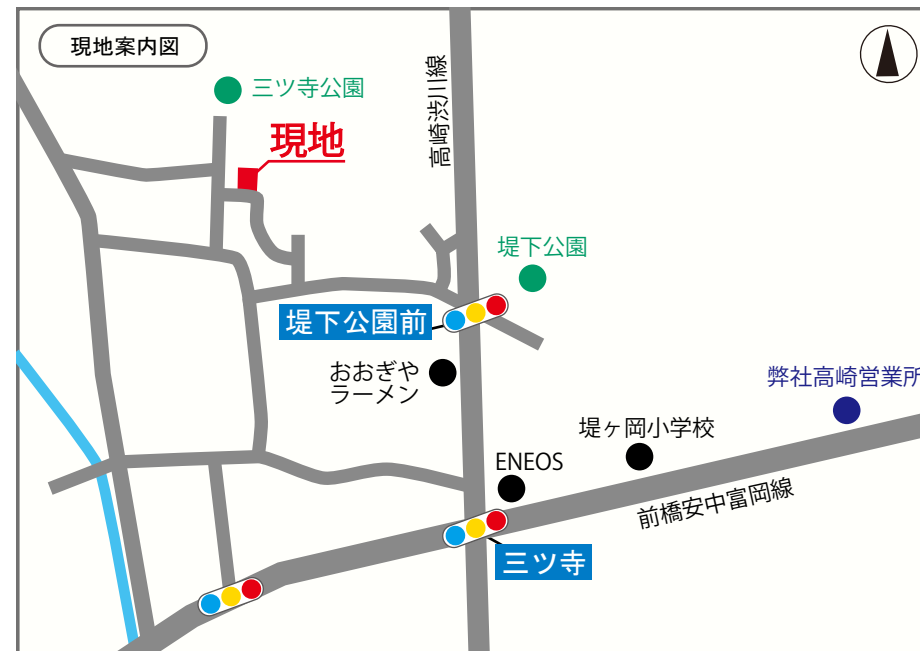 現地案内図
三ツ寺公園
現地
高崎渋川線
堤下公園
堤下公園前
おおぎや
ラーメン
弊社高崎営業所
堤ヶ岡小学校
ENEOS
前橋安中富岡線
三ツ寺